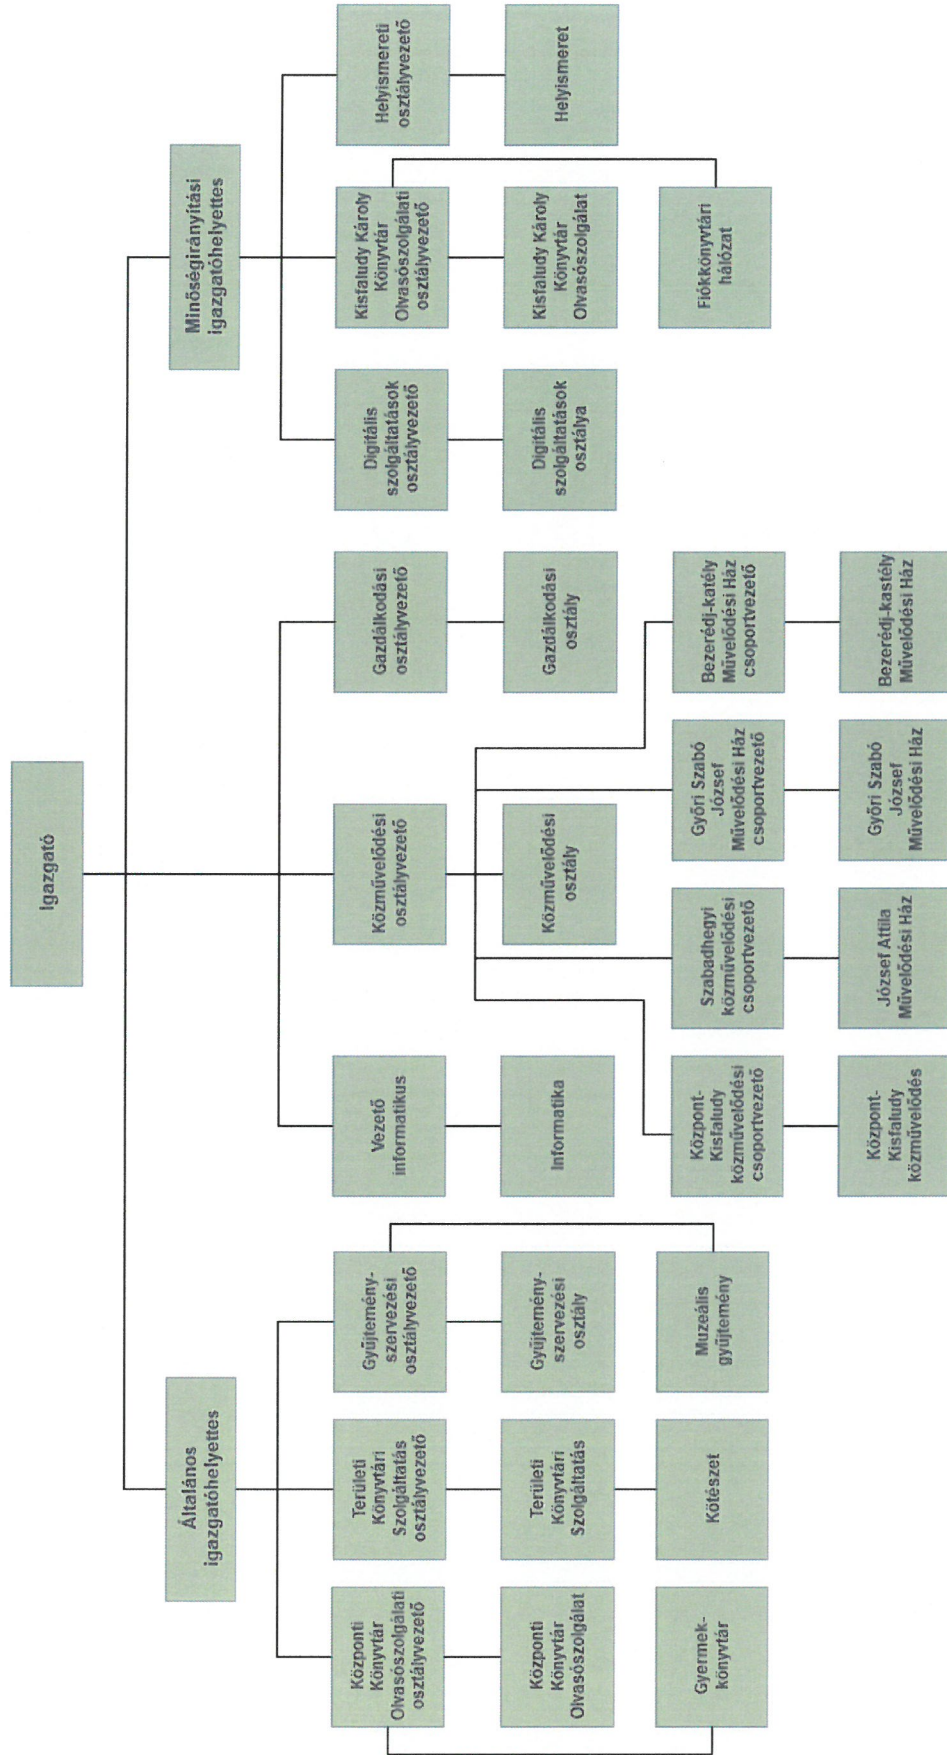 Igazgató
Általános
igazgatóhelyettes
Minőségirányítási
igazgatóhelyettes
Központi
Könyvtár
Olvasószolgálati
osztályvezető
Területi
Könyvtári
Szolgáltatás
osztályvezető
Gyűjtemény-
szervezési
osztályvezető
Vezető
informatikus
Közművelődési
osztályvezető
Gazdálkodási
osztályvezető
Digitális
szolgáltatások
osztályvezető
Kisfaludy Károly
Könyvtár
Olvasószolgálati
osztályvezető
Helyismereti
osztályvezető
Központi
Könyvtár
Olvasószolgálat
Területi
Könyvtári
Szolgáltatás
Gyűjtemény-
szervezési
osztály
Informatika
Közművelődési
osztály
Gazdálkodási
osztály
Digitális
szolgáltatások
osztálya
Kisfaludy Károly
Könyvtár
Olvasószolgálat
Helyismeret
Gyermek-
könyvtár
Kötészet
Muzeális
gyűjtemény
Központ-
Kisfaludy
közművelődési
csoportvezető
Szabadhegyi
közművelődési
csoportvezető
Győri Szabó
József
Művelődési Ház
csoportvezető
Bezerédj-katély
Művelődési Ház
csoportvezető
Fiókkönyvtári
hálózat
Központ-
Kisfaludy
közművelődés
József Attila
Művelődési Ház
Győri Szabó
József
Művelődési Ház
Bezerédj-kastély
Művelődési Ház